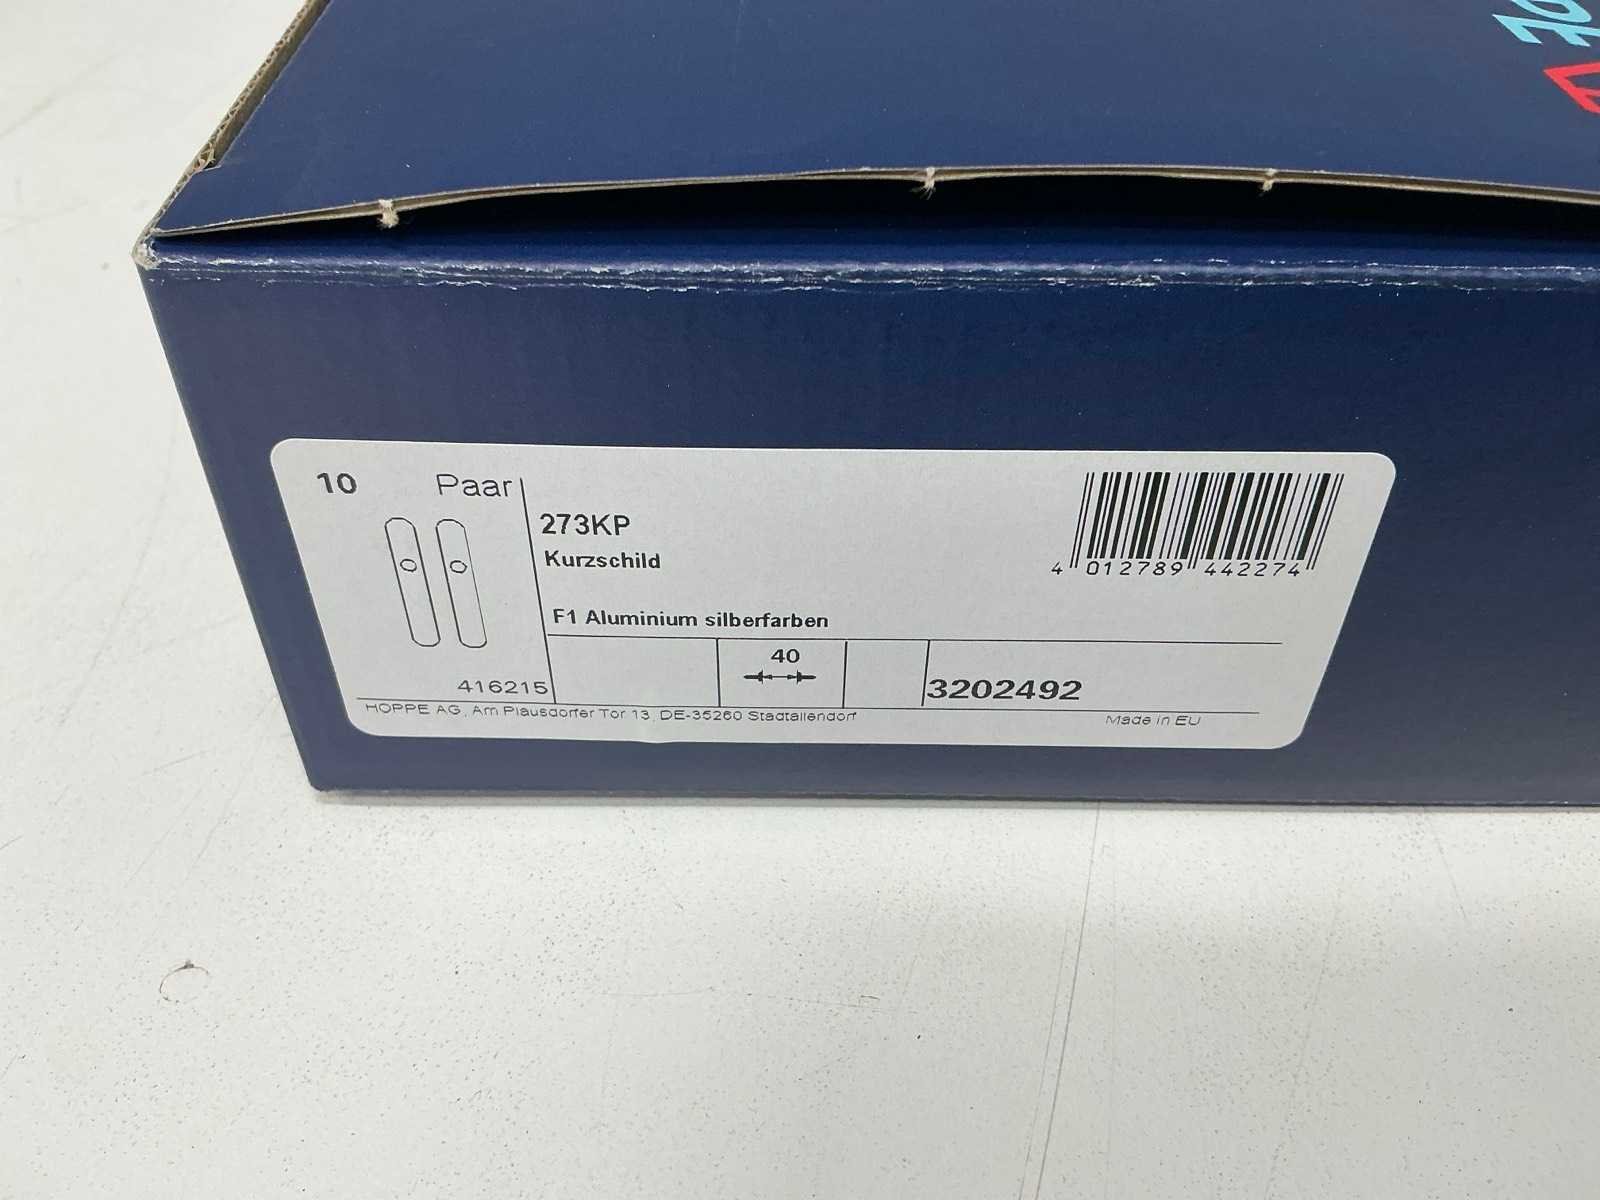 10 Paar
273KP
Kurzschild
4 012789 442274
F1 Aluminium silberfarben
40
416215
3202492
HOPPE AG, Am Plausdorfer Tor 13, DE-35260 Stadtallendorf
Made in EU